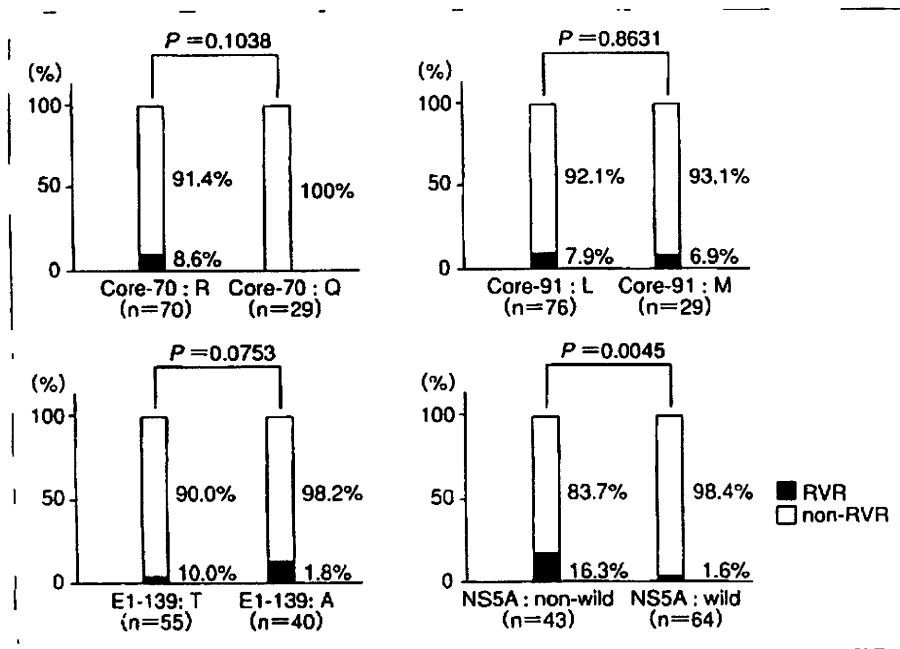 P=0.1038
(%)
100
50
0
91.4%
8.6%
100%
Core-70 : R
(n=70)
Core-70 : Q
(n=29)
P=0.8631
(%)
100
50
0
92.1%
7.9%
93.1%
6.9%
Core-91 : L
(n=76)
Core-91 : M
(n=29)
P=0.0753
(%)
100
50
0
90.0%
10.0%
98.2%
1.8%
E1-139: T
(n=55)
E1-139: A
(n=40)
P=0.0045
(%)
100
50
0
83.7%
16.3%
98.4%
1.6%
NS5A : non-wild
(n=43)
NS5A : wild
(n=64)
RVR
non-RVR